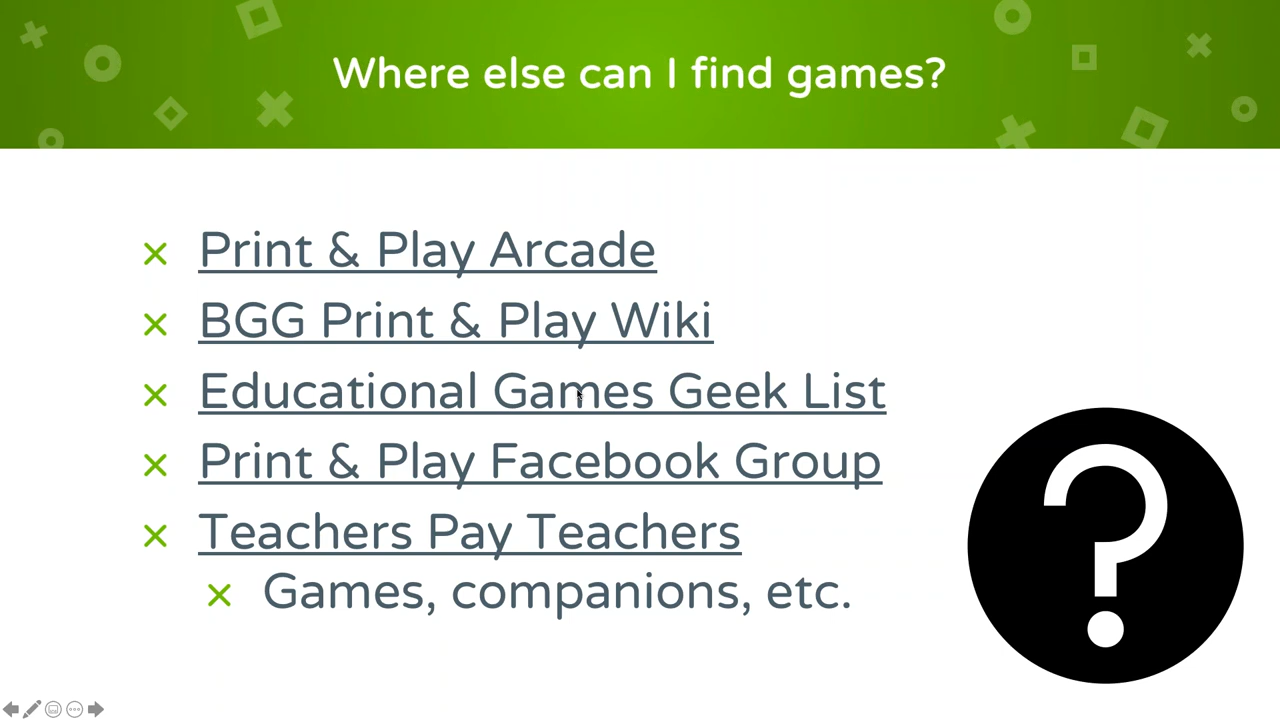 Where else can I find games?
Print & Play Arcade
BGG Print & Play Wiki
Educational Games Geek List
Print & Play Facebook Group
Teachers Pay Teachers
Games, companions, etc.
?